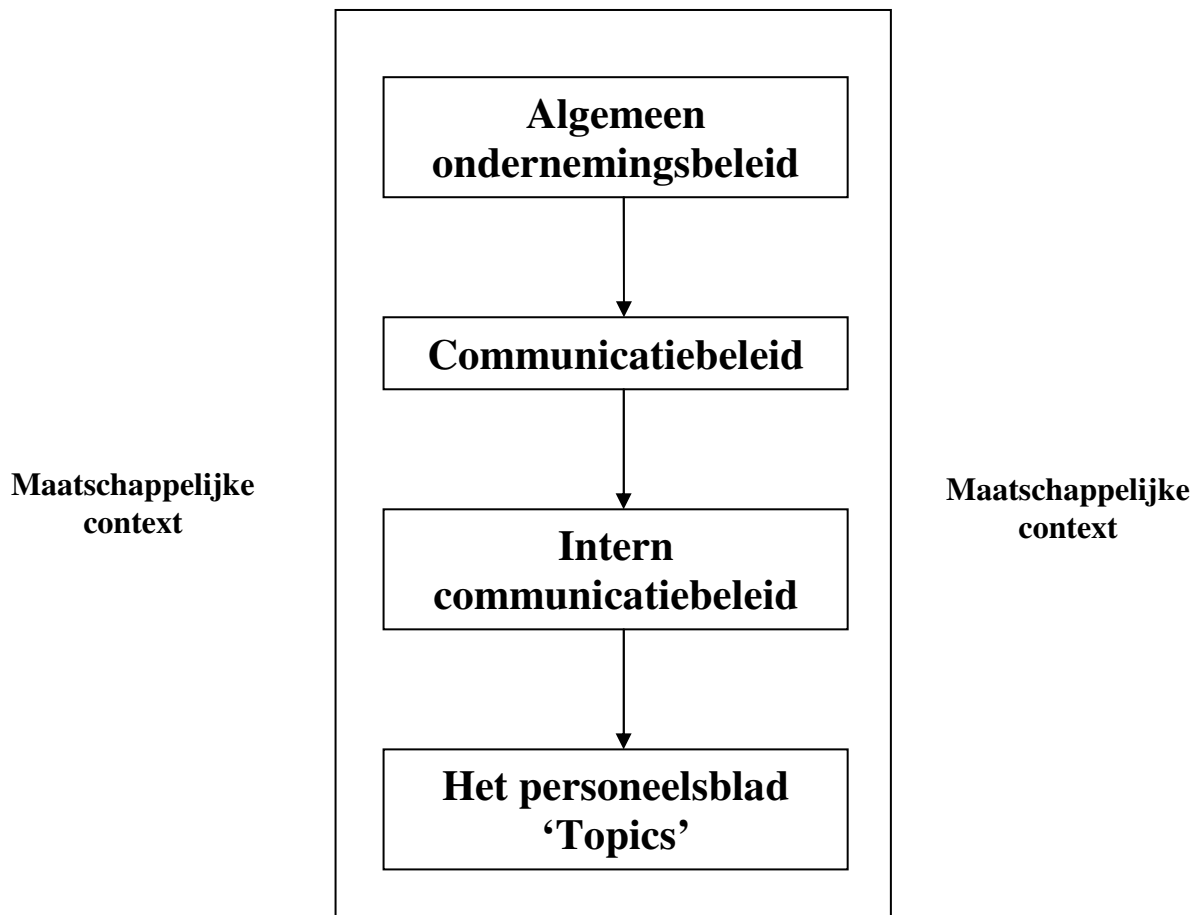 Algemeen
ondernemingsbeleid
Communicatiebeleid
Maatschappelijke
context
Maatschappelijke
context
Intern
communicatiebeleid
Het personeelsblad
‘Topics’